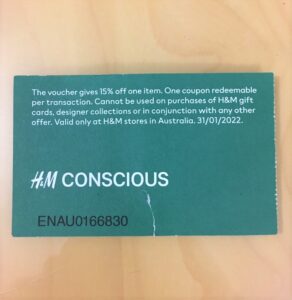 The voucher gives 15% off one item. One coupon redeemable
per transaction. Cannot be used on purchases of H&M gift
cards, designer collections or in conjunction with any other
offer. Valid only at H&M stores in Australia. 31/01/2022.
H&M CONSCIOUS
ENAU0166830